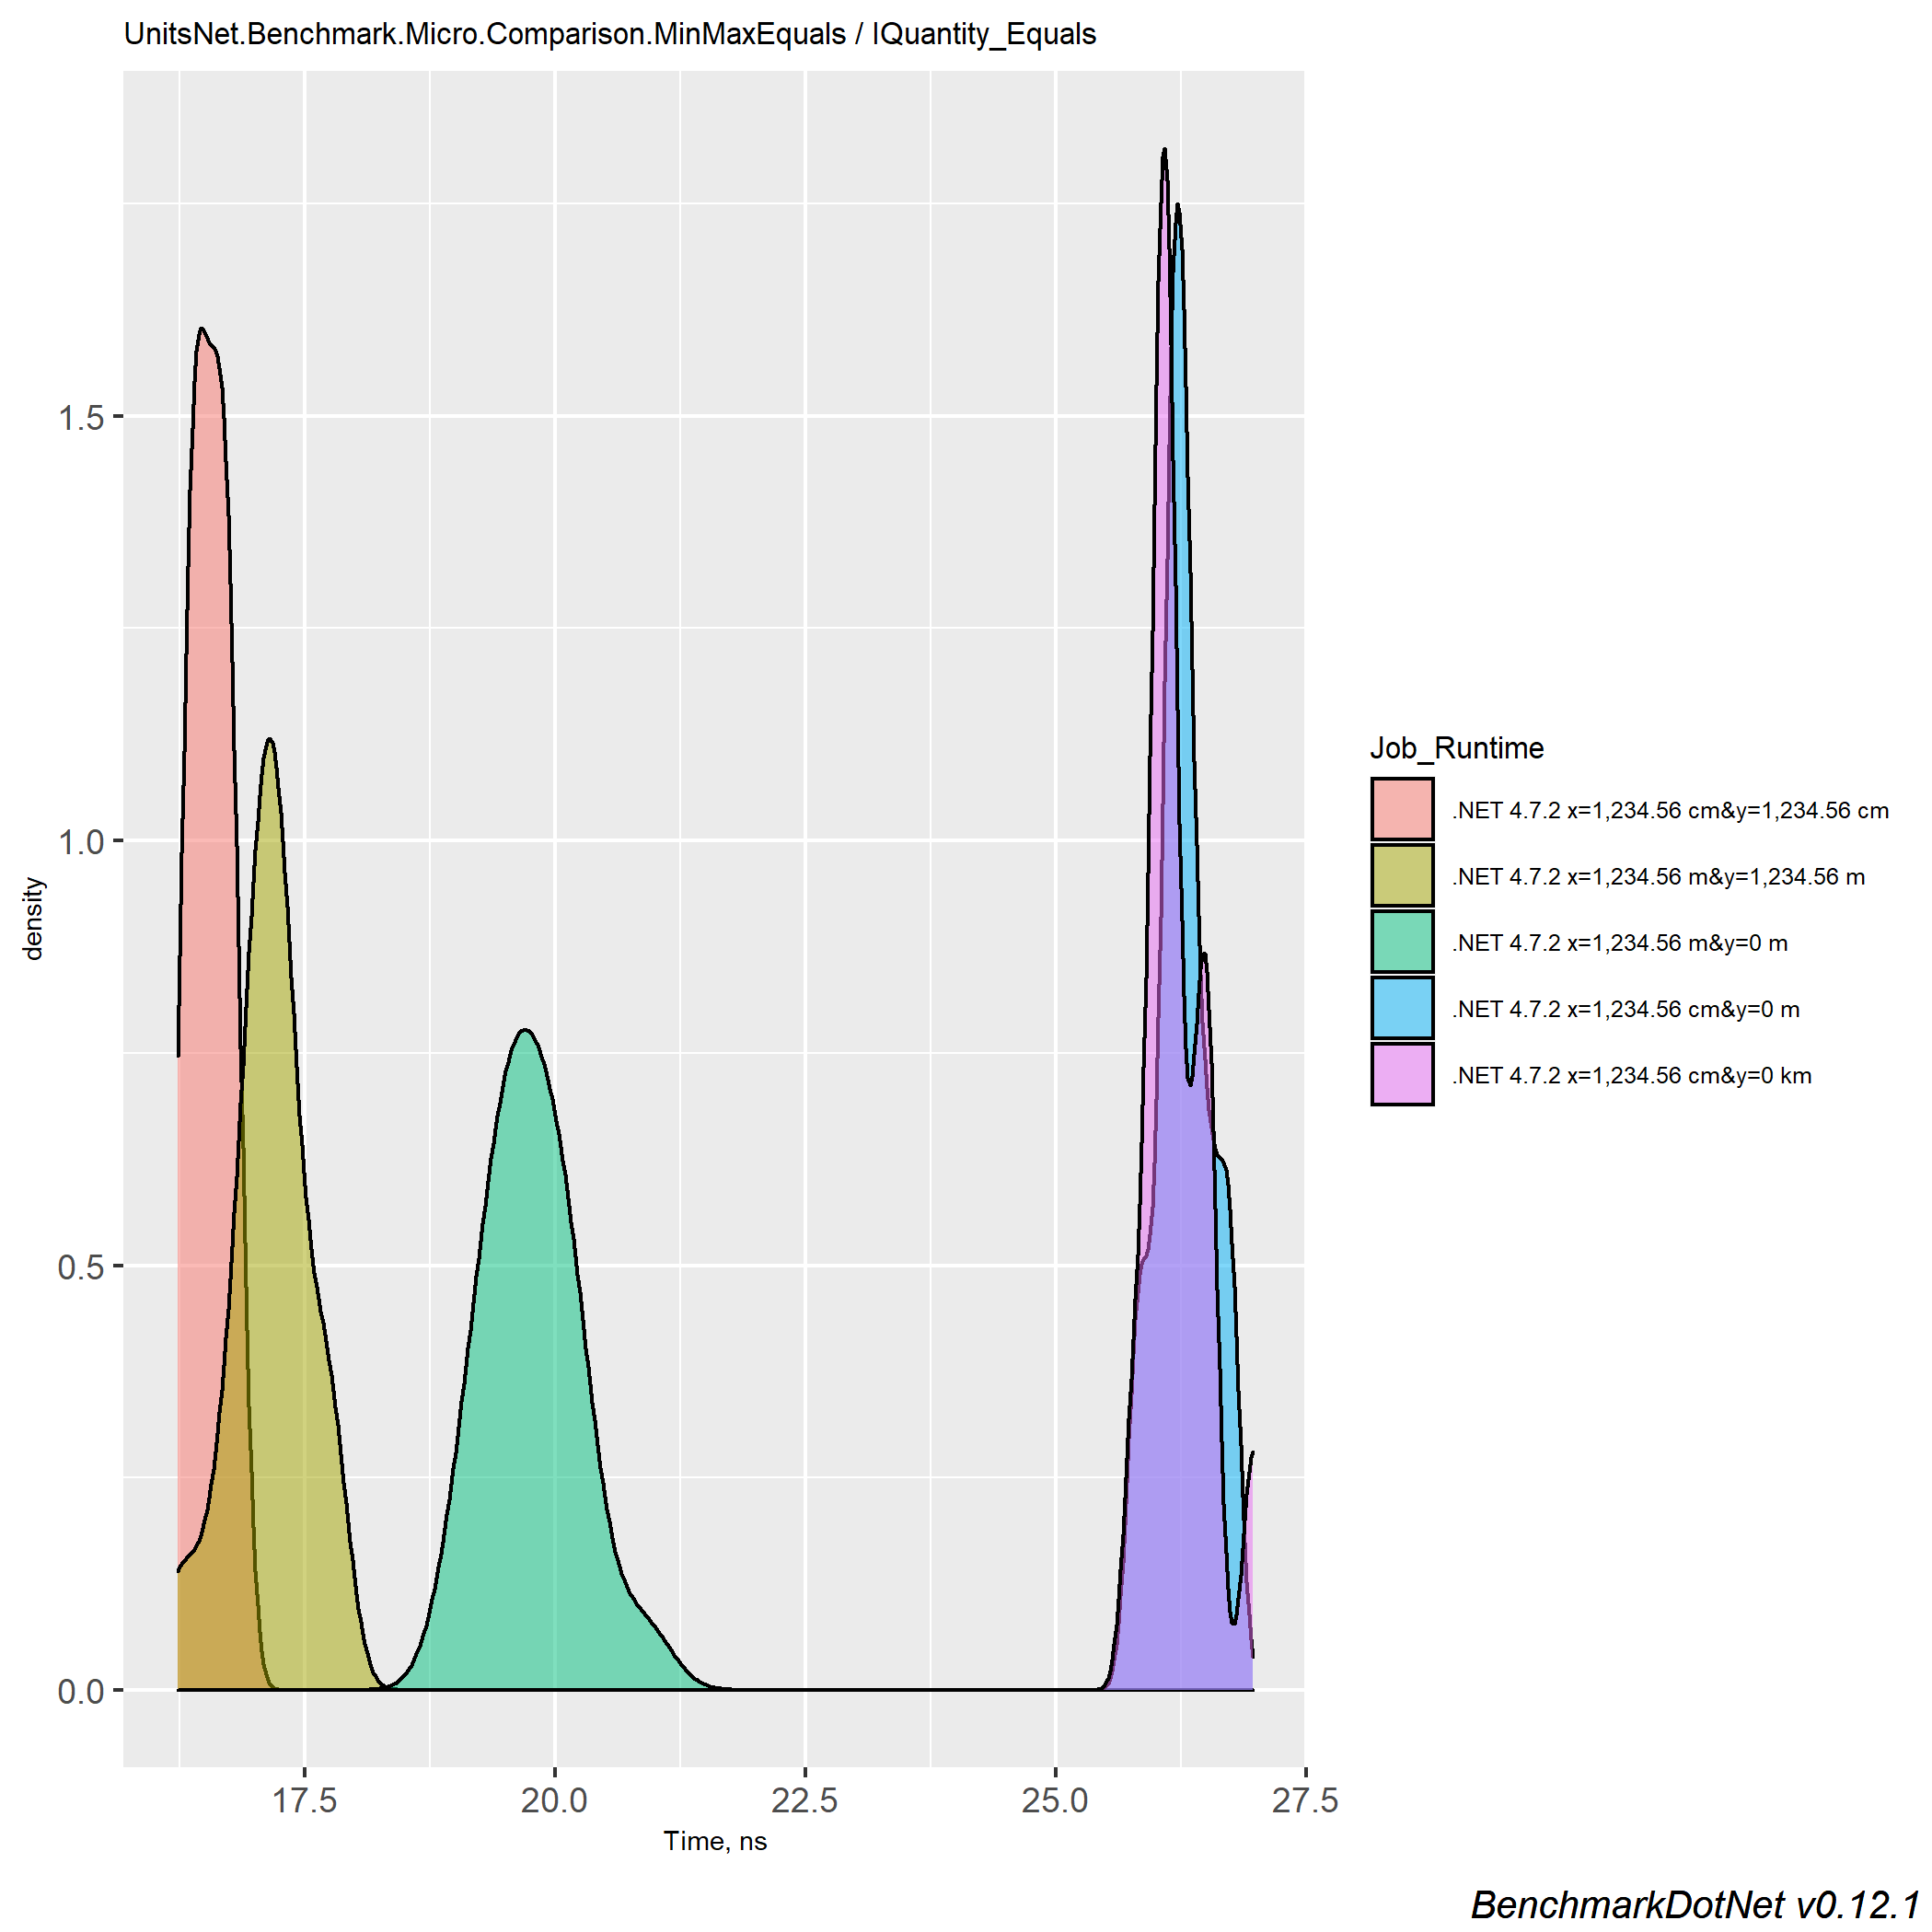 UnitsNet.Benchmark.Micro.Comparison.MinMaxEquals / IQuantity_Equals
density
1.5
1.0
0.5
0.0
17.5 20.0 22.5 25.0 27.5
Time, ns
Job_Runtime
.NET 4.7.2 x=1,234.56 cm&y=1,234.56 cm
.NET 4.7.2 x=1,234.56 m&y=1,234.56 m
.NET 4.7.2 x=1,234.56 m&y=0 m
.NET 4.7.2 x=1,234.56 cm&y=0 m
.NET 4.7.2 x=1,234.56 cm&y=0 km
BenchmarkDotNet v0.12.1